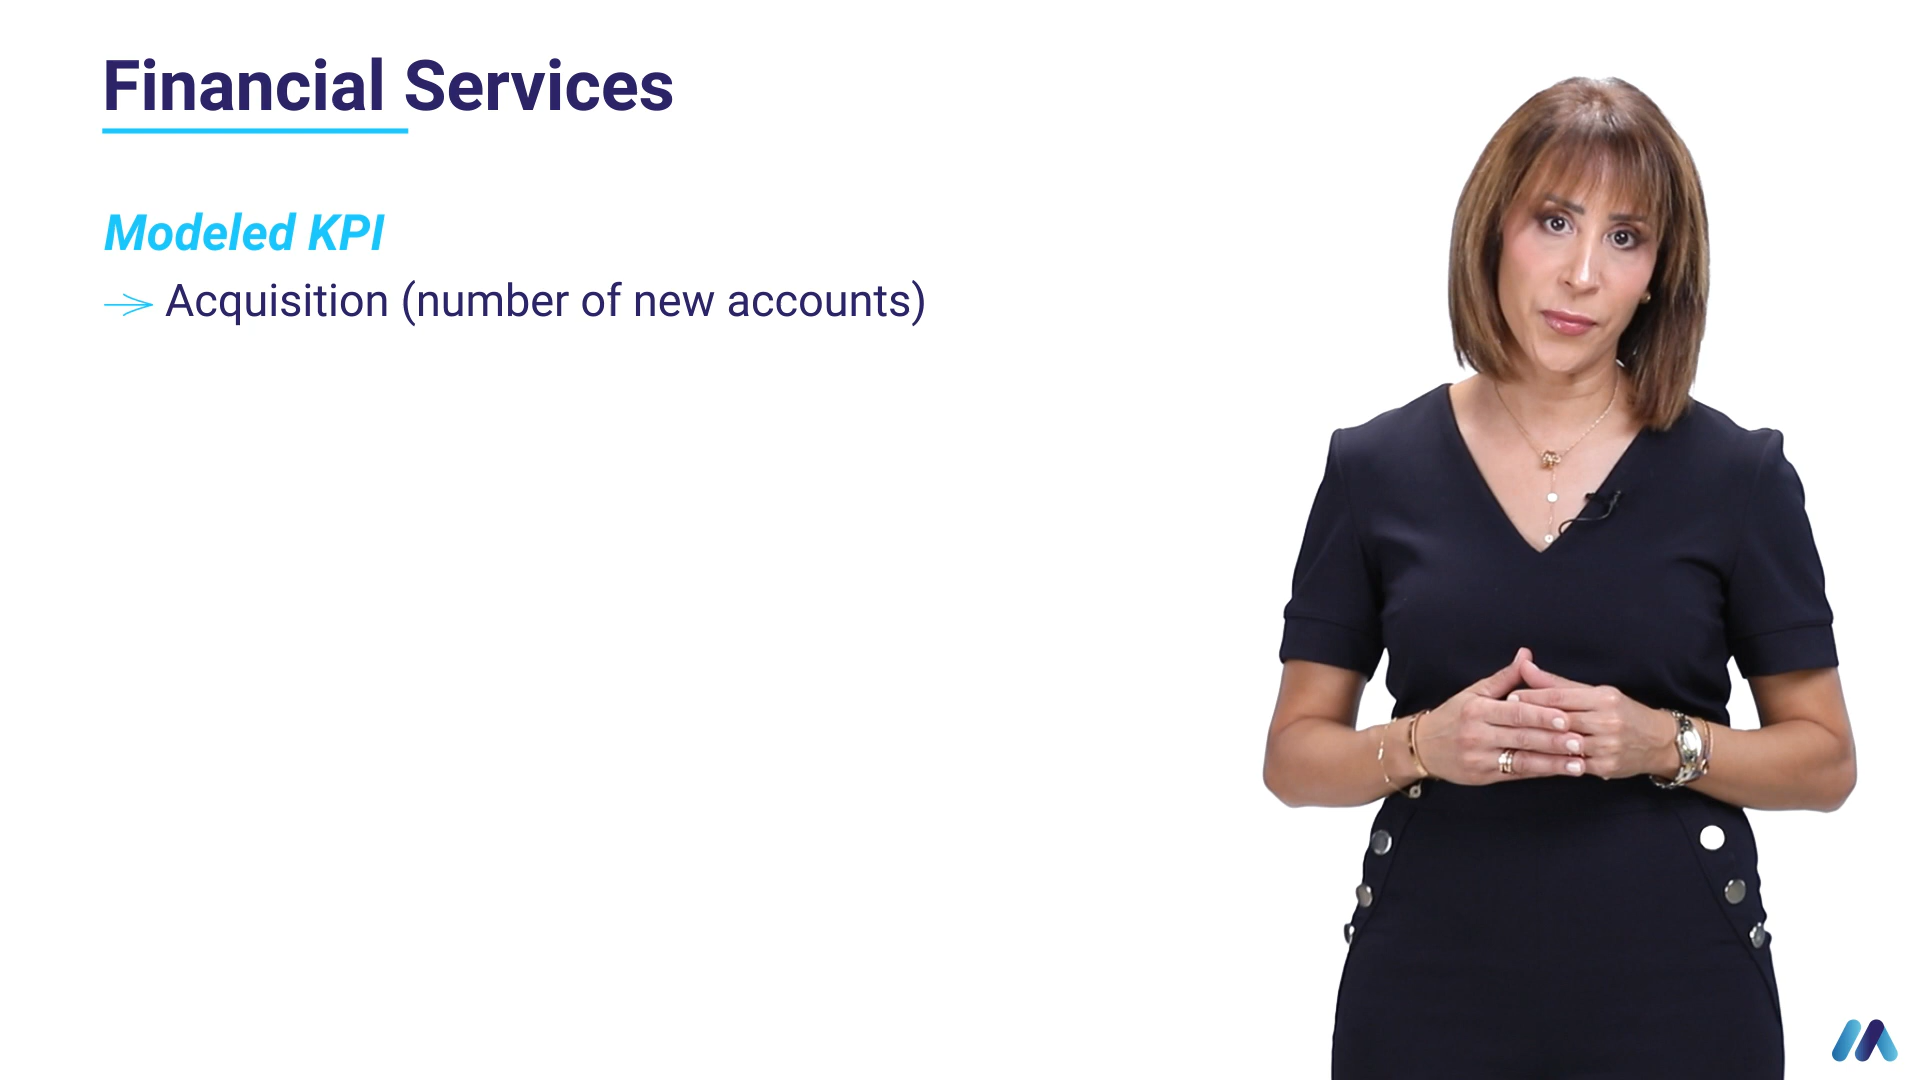 Financial Services
Modeled KPI
Acquisition (number of new accounts)